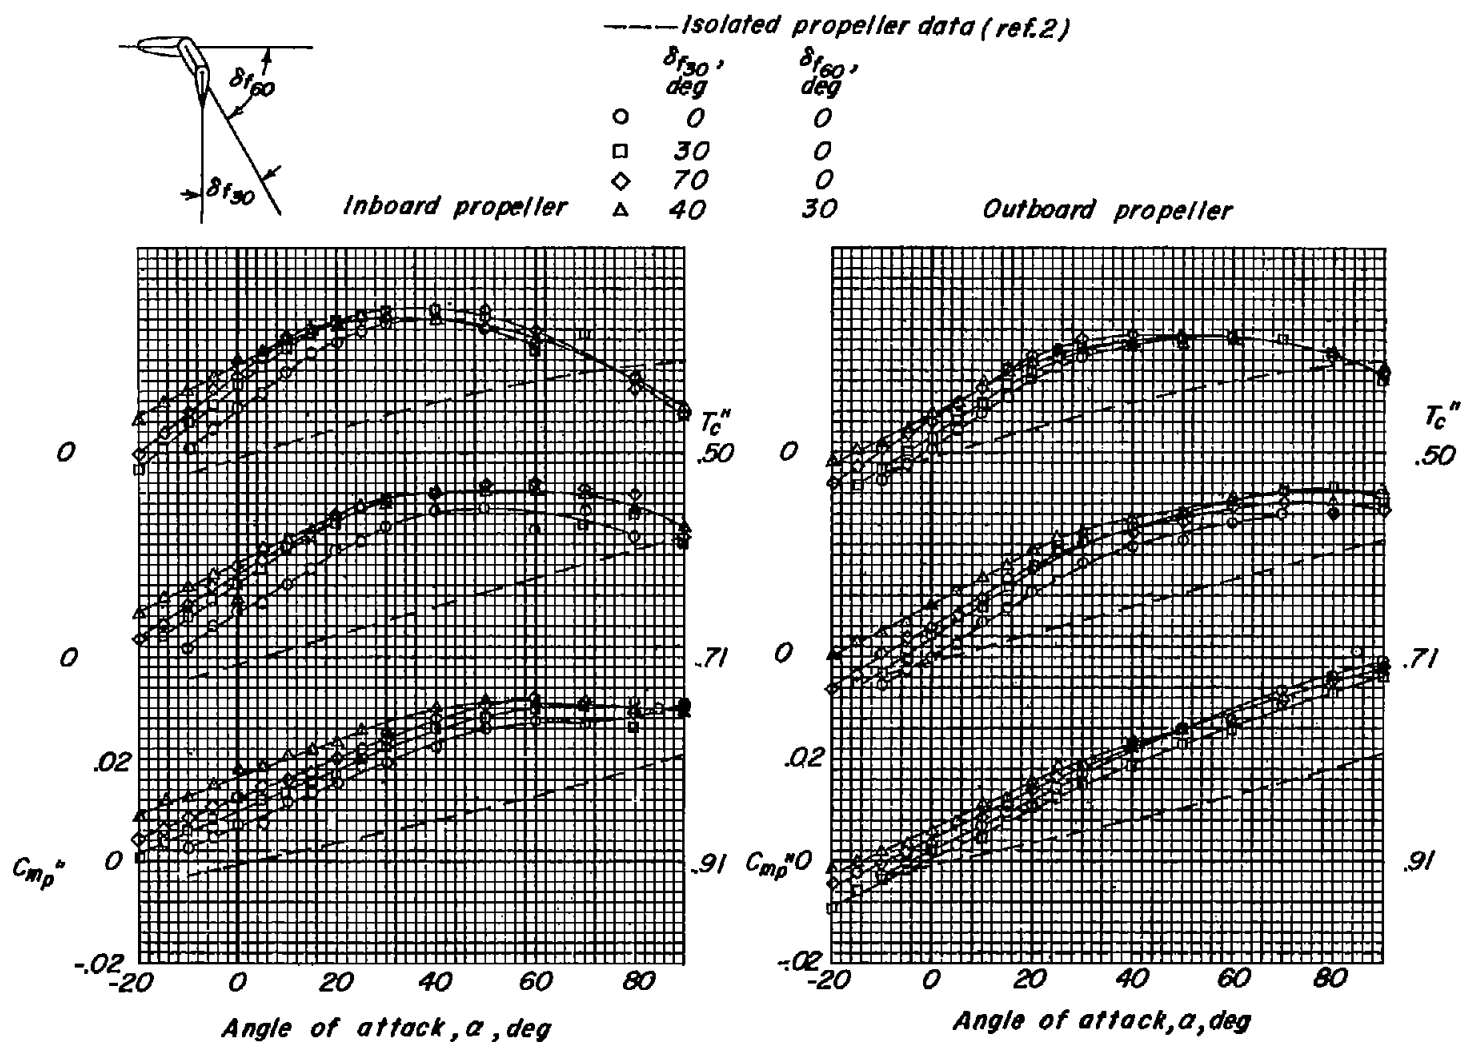 ----Isolated propeller data (ref.2)
δf30, deg δf60, deg
○ 0 0
□ 30 0
◇ 70 0
△ 40 30
δf60
δf30
Inboard propeller
Outboard propeller
Tc"
0 .50
0 .71
.02
Cmp" 0 .91
-.02
-20 0 20 40 60 80
Angle of attack, α, deg
Tc"
0 .50
0 .71
.02
Cmp" 0 .91
-.02
-20 0 20 40 60 80
Angle of attack, α, deg